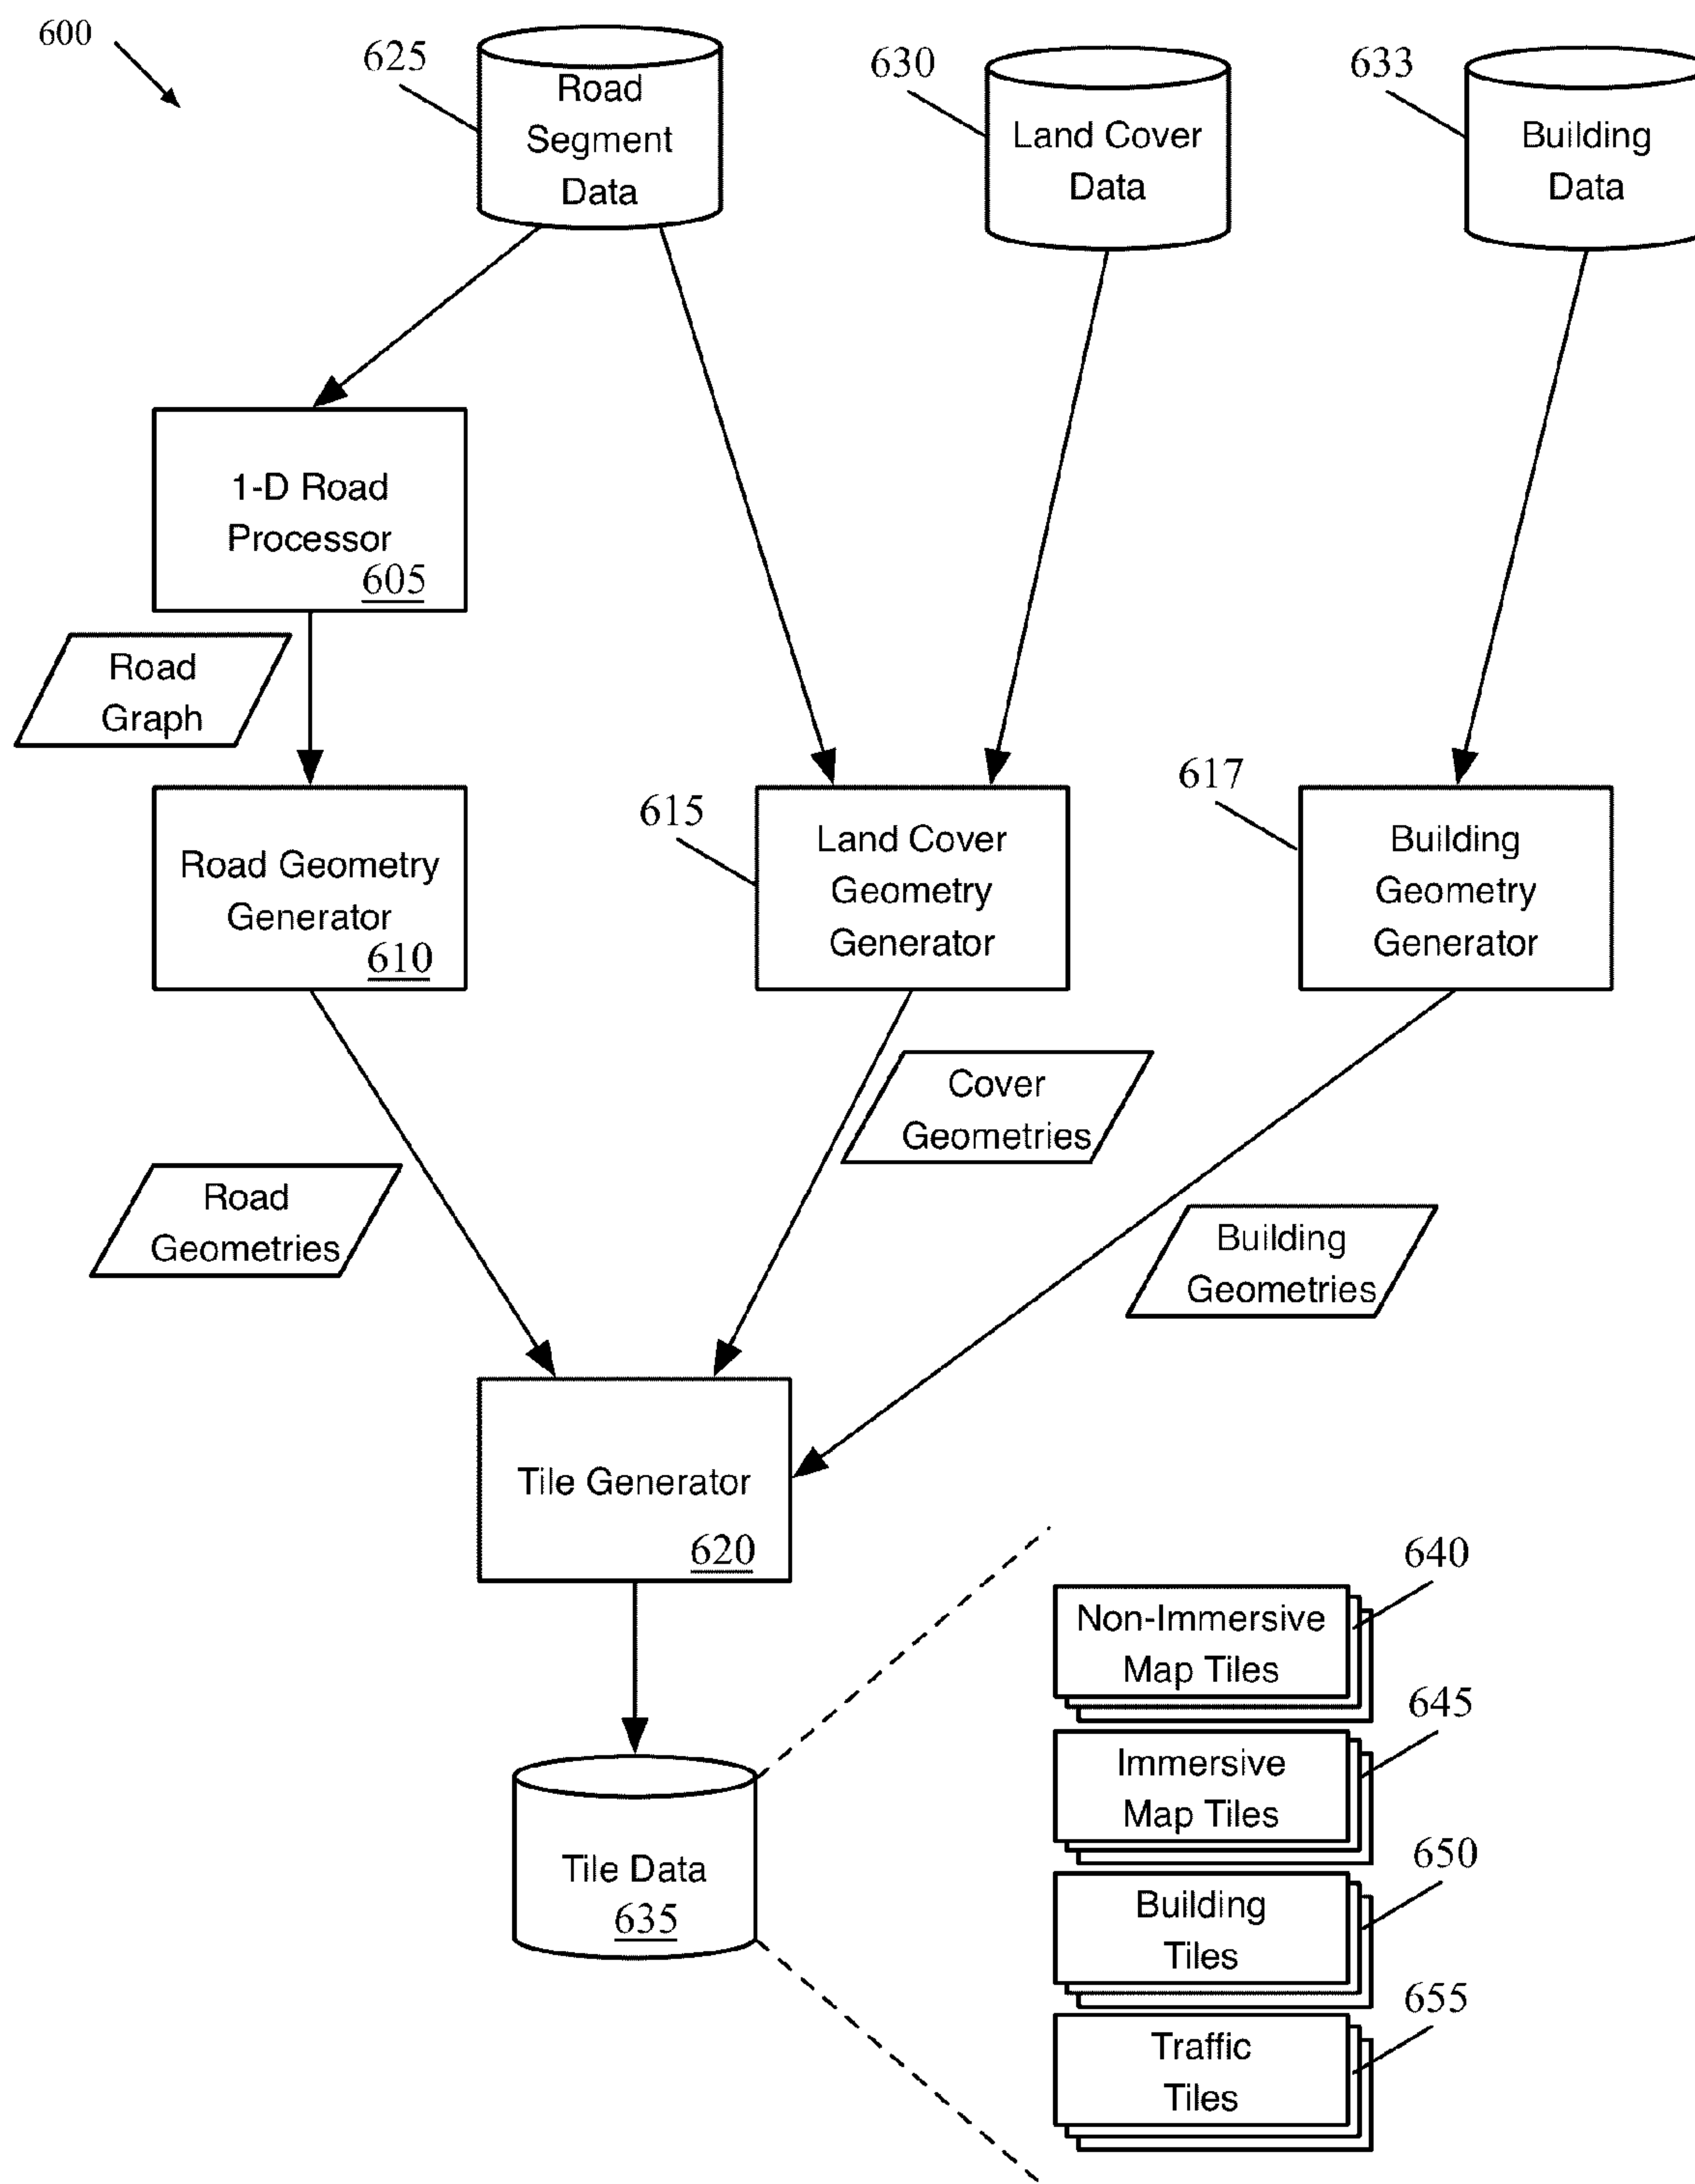 600
625
Road
Segment
Data
630
Land Cover
Data
633
Building
Data
1-D Road
Processor
605
Road
Graph
Road Geometry
Generator
610
615
Land Cover
Geometry
Generator
617
Building
Geometry
Generator
Cover
Geometries
Road
Geometries
Building
Geometries
Tile Generator
620
Tile Data
635
640
Non-Immersive
Map Tiles
645
Immersive
Map Tiles
650
Building
Tiles
655
Traffic
Tiles